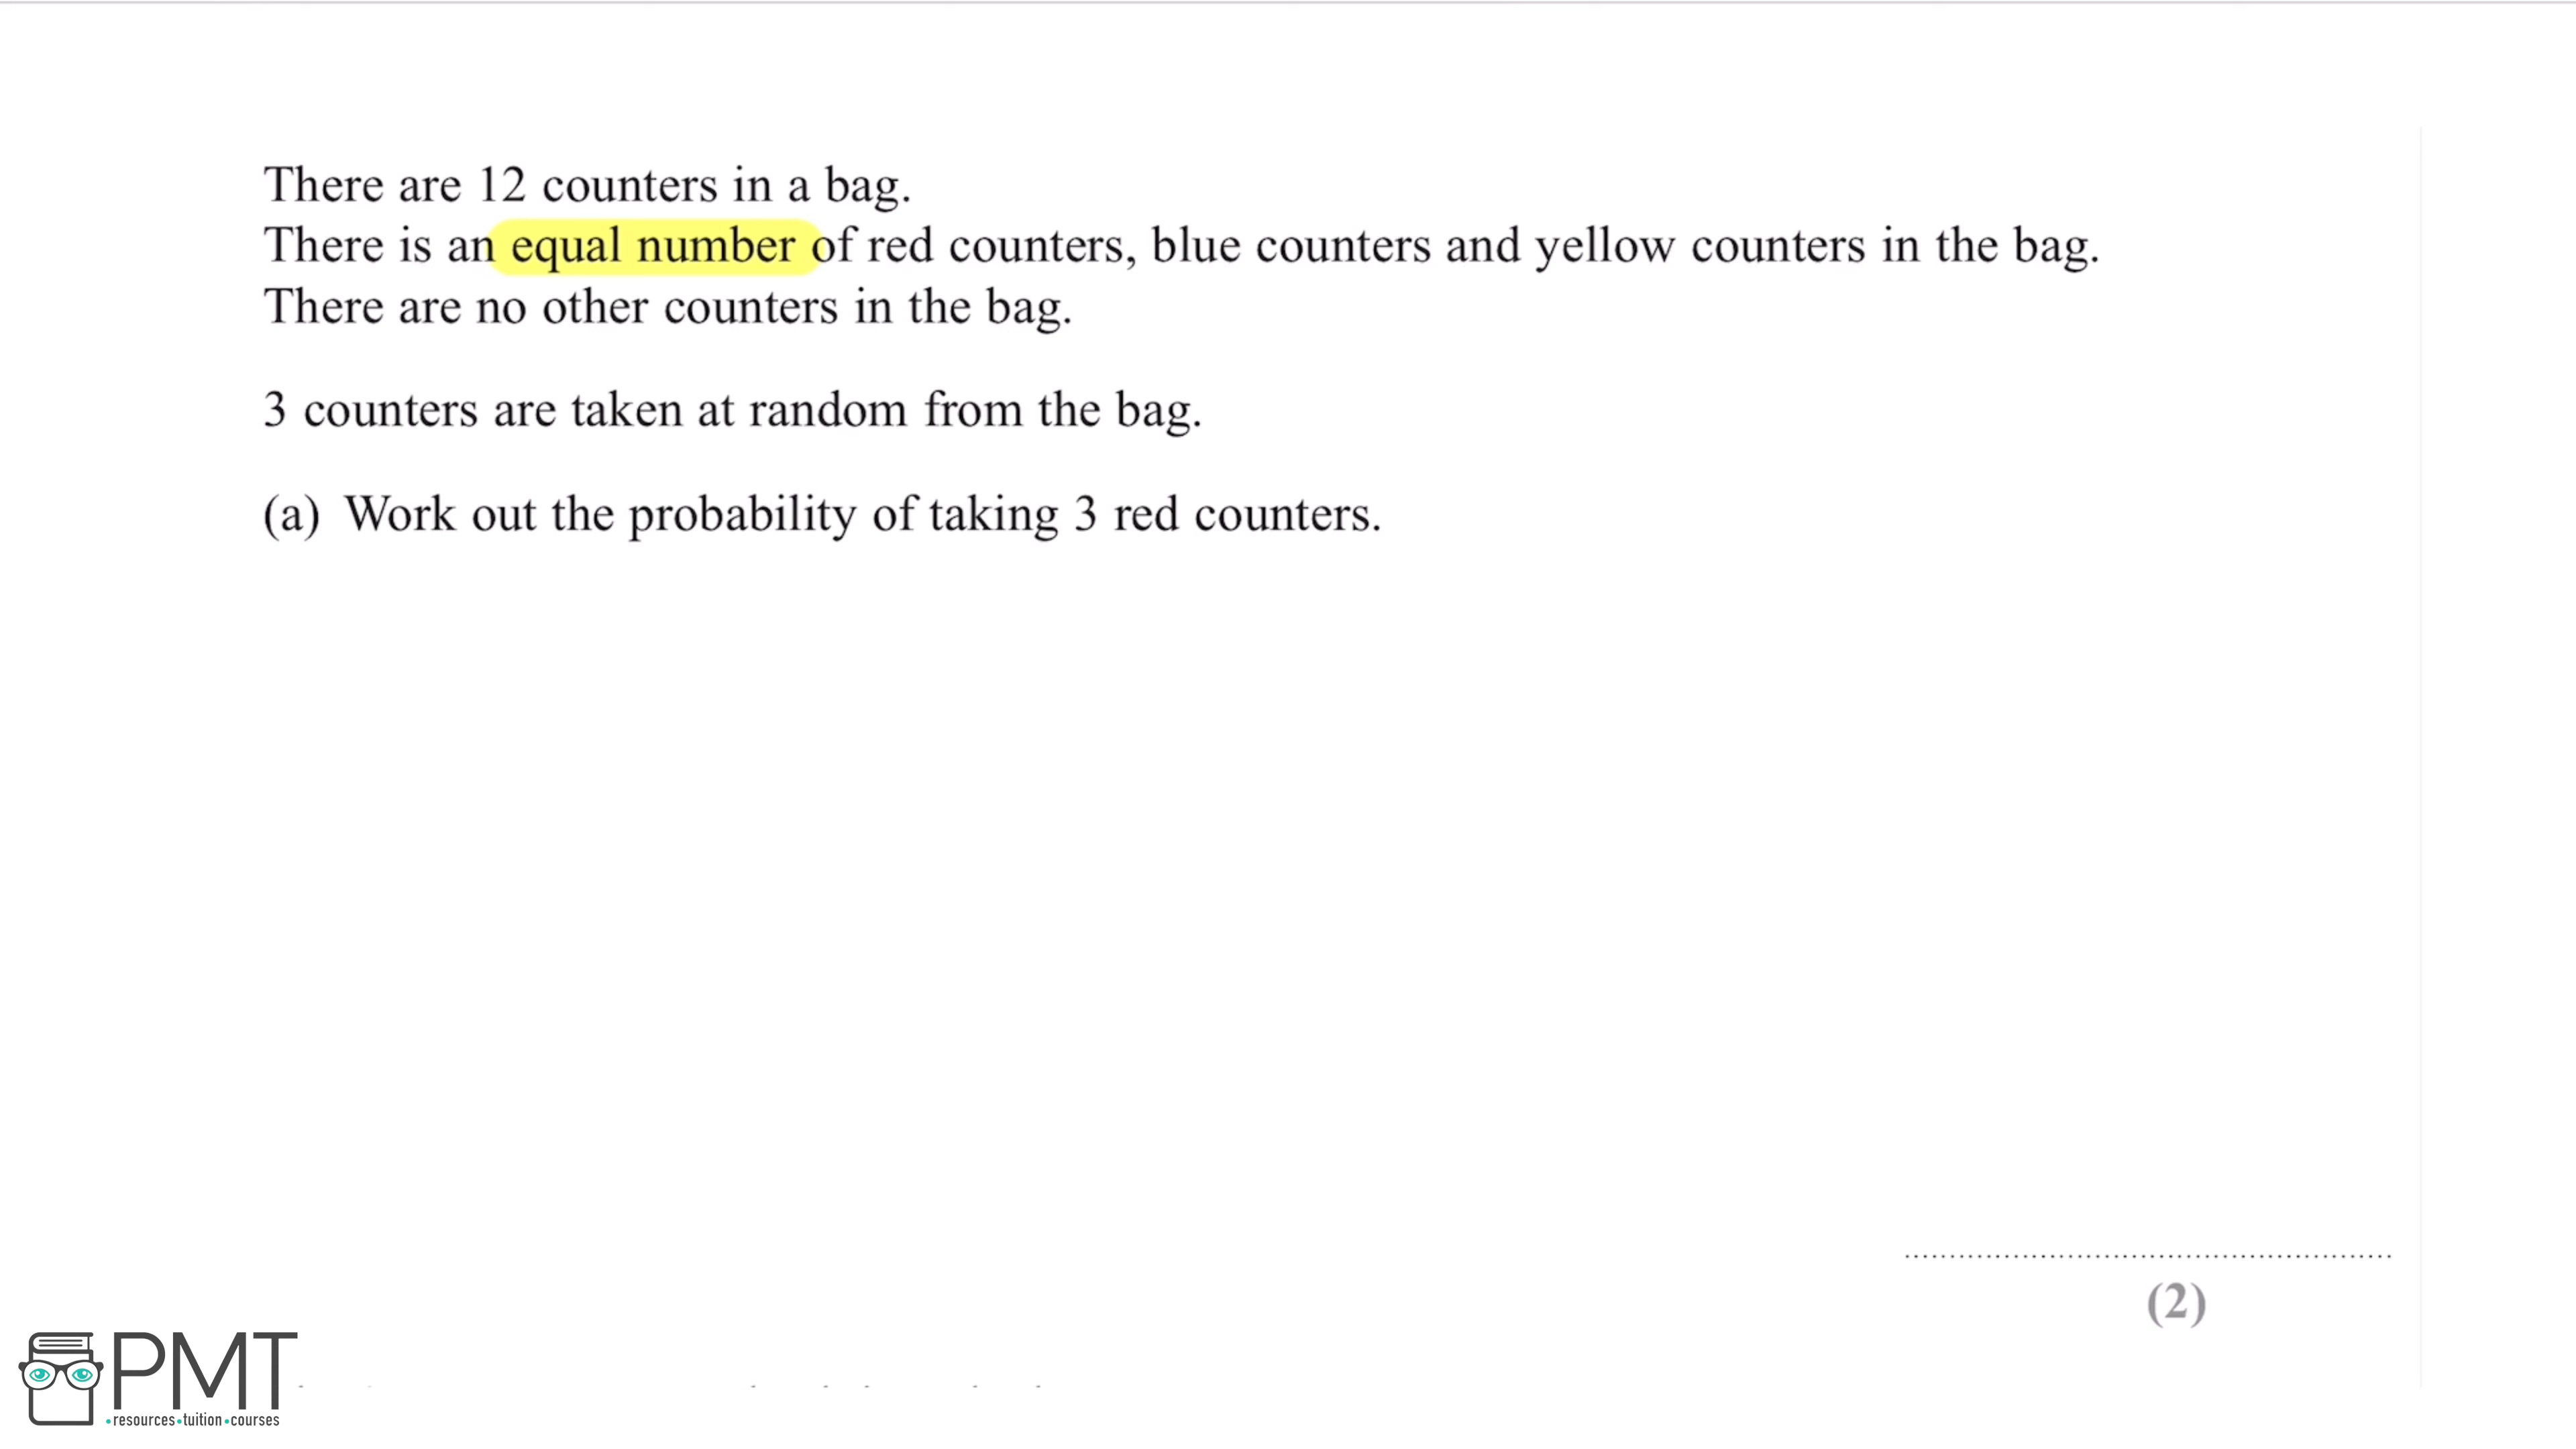 There are 12 counters in a bag.
There is an equal number of red counters, blue counters and yellow counters in the bag.
There are no other counters in the bag.
3 counters are taken at random from the bag.
(a) Work out the probability of taking 3 red counters.
(2)
PMT
•resources•tuition•courses